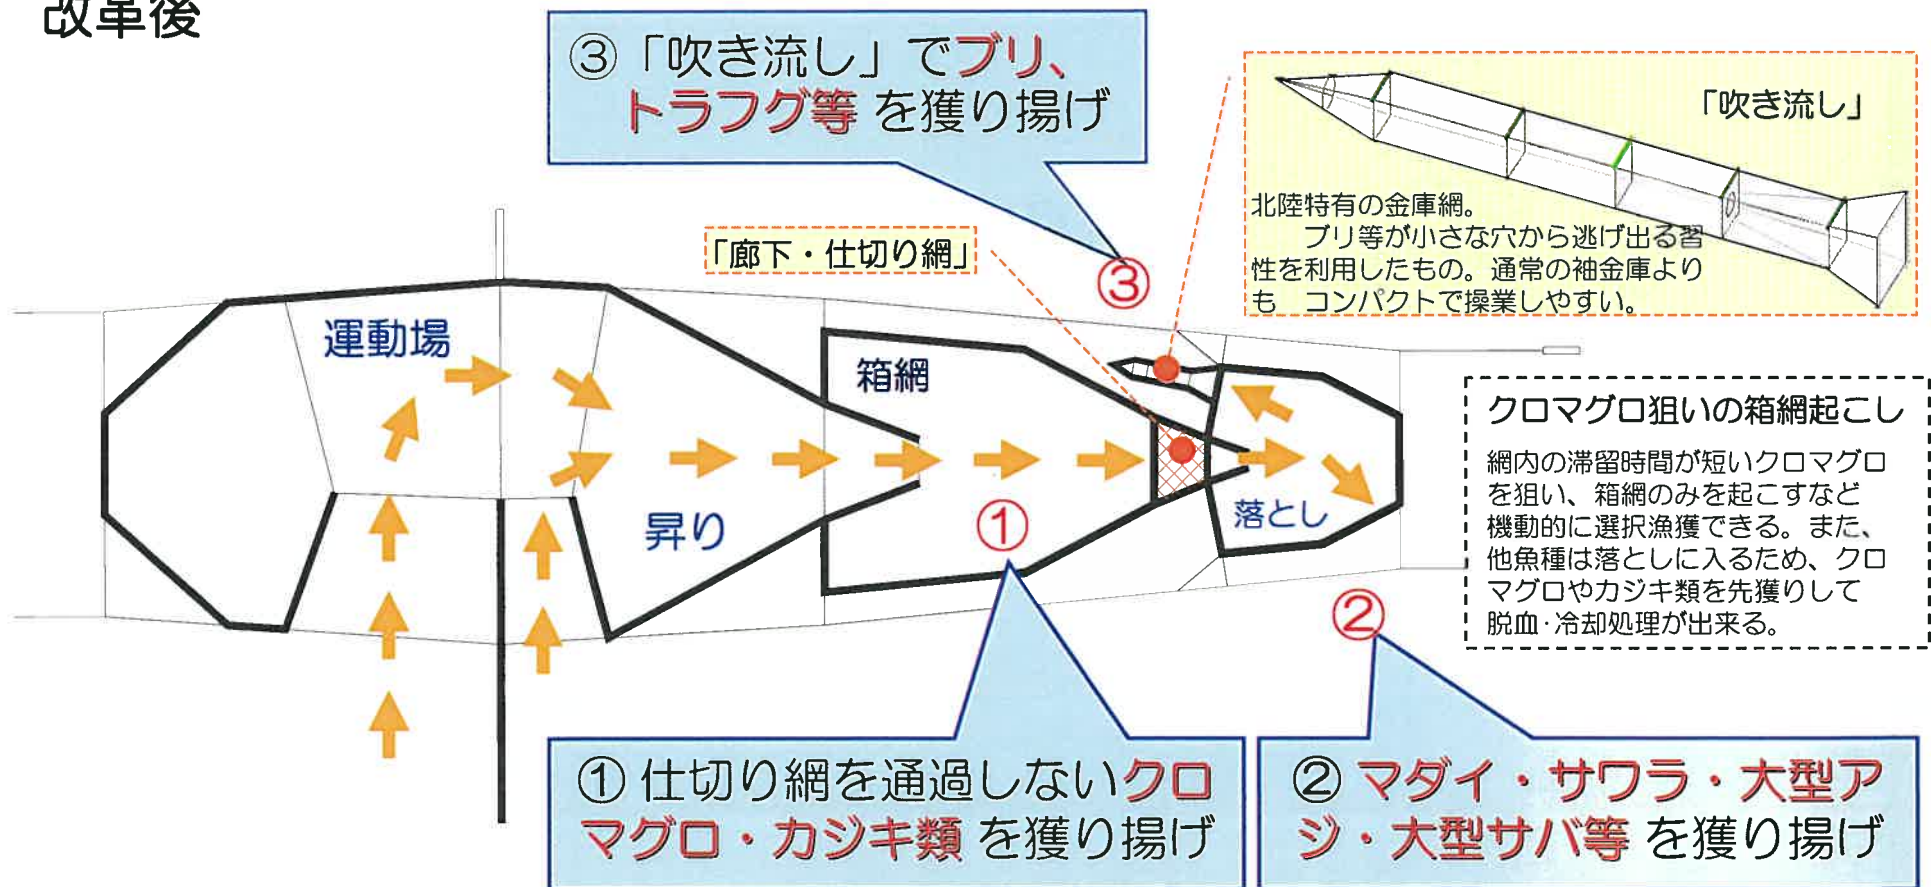 改革後
③「吹き流し」でブリ、
トラフグ等 を獲り揚げ
「吹き流し」
北陸特有の金庫網。
ブリ等が小さな穴から逃げ出る習
性を利用したもの。通常の袖金庫より
も コンパクトで操業しやすい。
「廊下・仕切り網」
③
運動場
箱網
昇り
①
落とし
②
クロマグロ狙いの箱網起こし
網内の滞留時間が短いクロマグロ
を狙い、箱網のみを起こすなど
機動的に選択漁獲できる。また、
他魚種は落としに入るため、クロ
マグロやカジキ類を先獲りして
脱血・冷却処理が出来る。
① 仕切り網を通過しないクロ
マグロ・カジキ類 を獲り揚げ
② マダイ・サワラ・大型ア
ジ・大型サバ等 を獲り揚げ